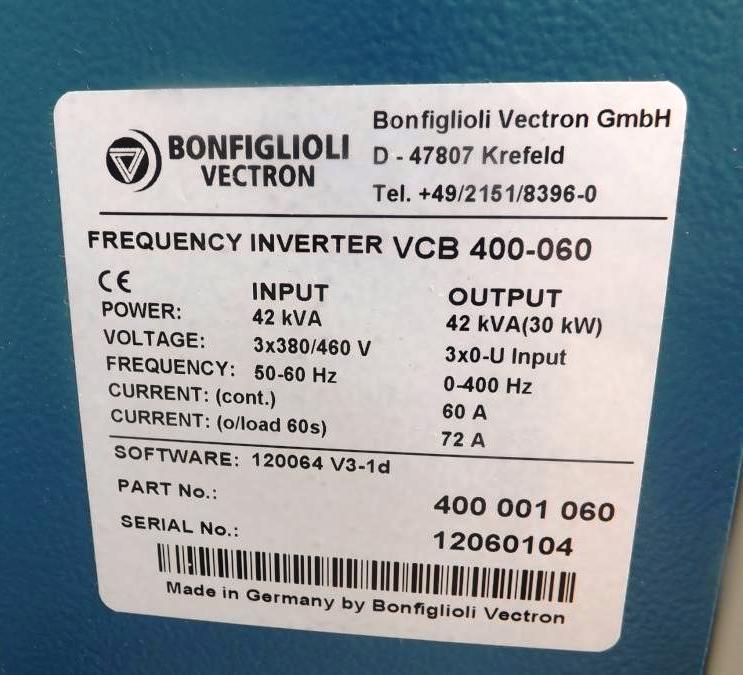 BONFIGLIOLI
VECTRON
Bonfiglioli Vectron GmbH
D - 47807 Krefeld
Tel. +49/2151/8396-0
FREQUENCY INVERTER VCB 400-060
CE INPUT OUTPUT
POWER: 42 kVA 42 kVA(30 kW)
VOLTAGE: 3x380/460 V 3x0-U Input
FREQUENCY: 50-60 Hz 0-400 Hz
CURRENT: (cont.) 60 A
CURRENT: (o/load 60s) 72 A
SOFTWARE: 120064 V3-1d
PART No.: 400 001 060
SERIAL No.: 12060104
Made in Germany by Bonfiglioli Vectron